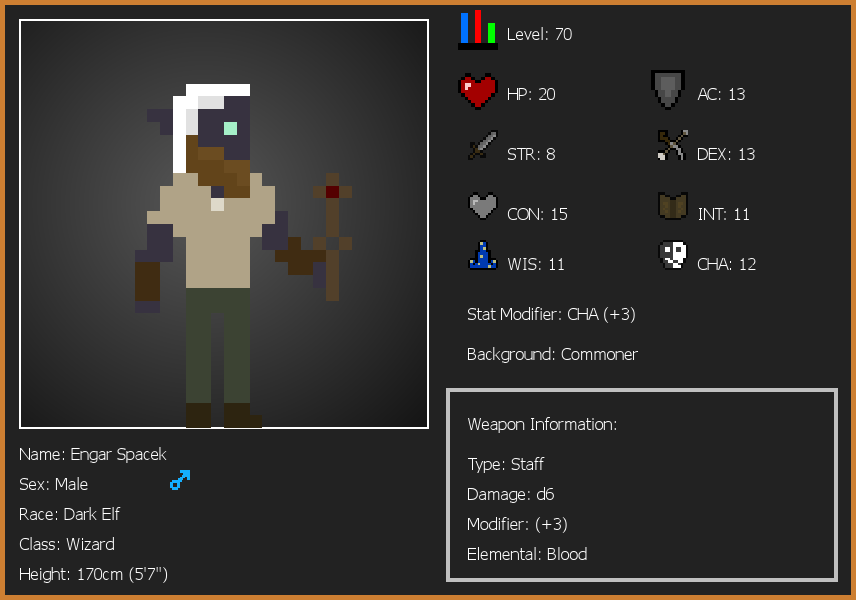 Level: 70
HP: 20
AC: 13
STR: 8
DEX: 13
CON: 15
INT: 11
WIS: 11
CHA: 12
Stat Modifier: CHA (+3)
Background: Commoner
Weapon Information:
Type: Staff
Damage: d6
Modifier: (+3)
Elemental: Blood
Name: Engar Spacek
Sex: Male
Race: Dark Elf
Class: Wizard
Height: 170cm (5'7")